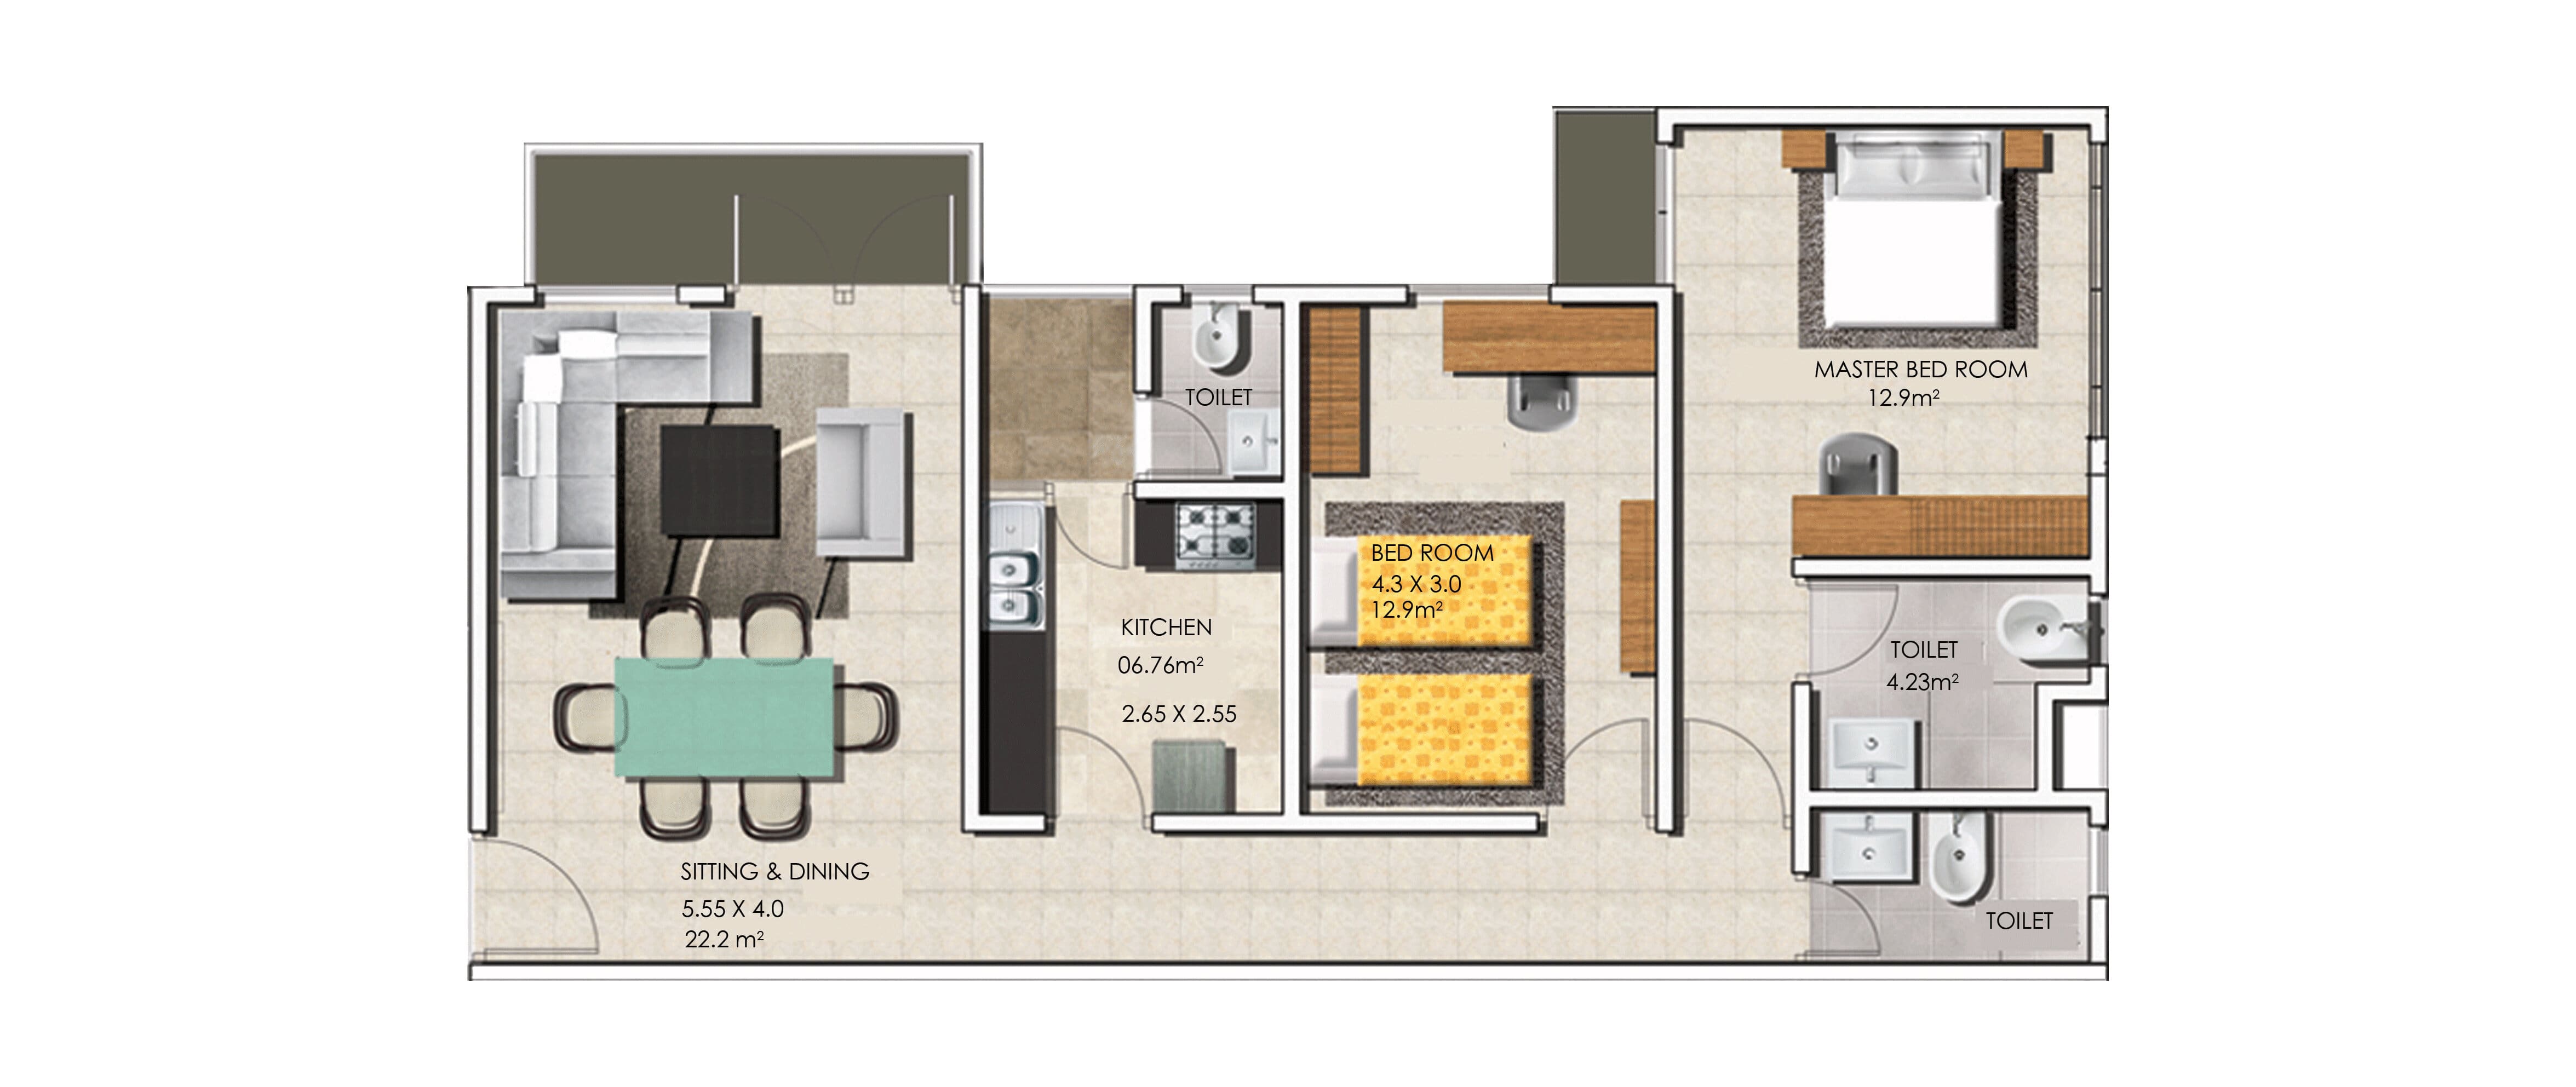 TOILET
MASTER BED ROOM
12.9m²
BED ROOM
4.3 X 3.0
12.9m²
KITCHEN
06.76m²
2.65 X 2.55
TOILET
4.23m²
SITTING & DINING
5.55 X 4.0
22.2 m²
TOILET